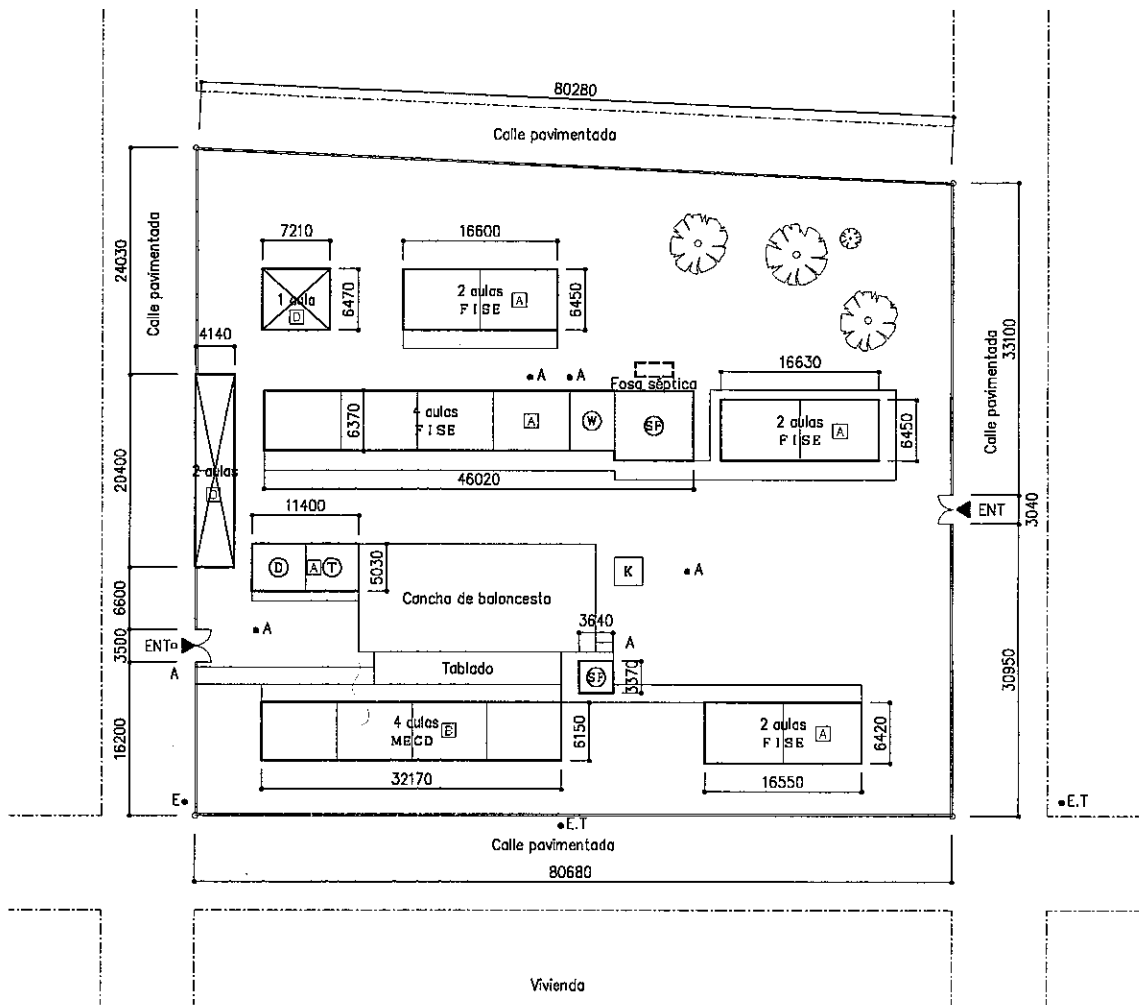 80280
Calle pavimentada
24030
Calle pavimentada
7210
16600
1 aula
D
6470
2 aulas
FISE
A
6450
33100
Calle pavimentada
4140
A
A
Fosa séptica
16630
6370
4 aulas
FISE
A
W
SP
2 aulas
FISE
A
6450
20400
2 aulas
D
46020
3040
ENT
11400
D
A
T
5030
Cancha de baloncesto
K
A
6600
3640
A
3500
ENT
A
A
Tablado
SP
3370
30950
16200
4 aulas
MECD
B
6150
2 aulas
FISE
A
6420
32170
16550
E
E.T
E.T
Calle pavimentada
80680
Vivienda